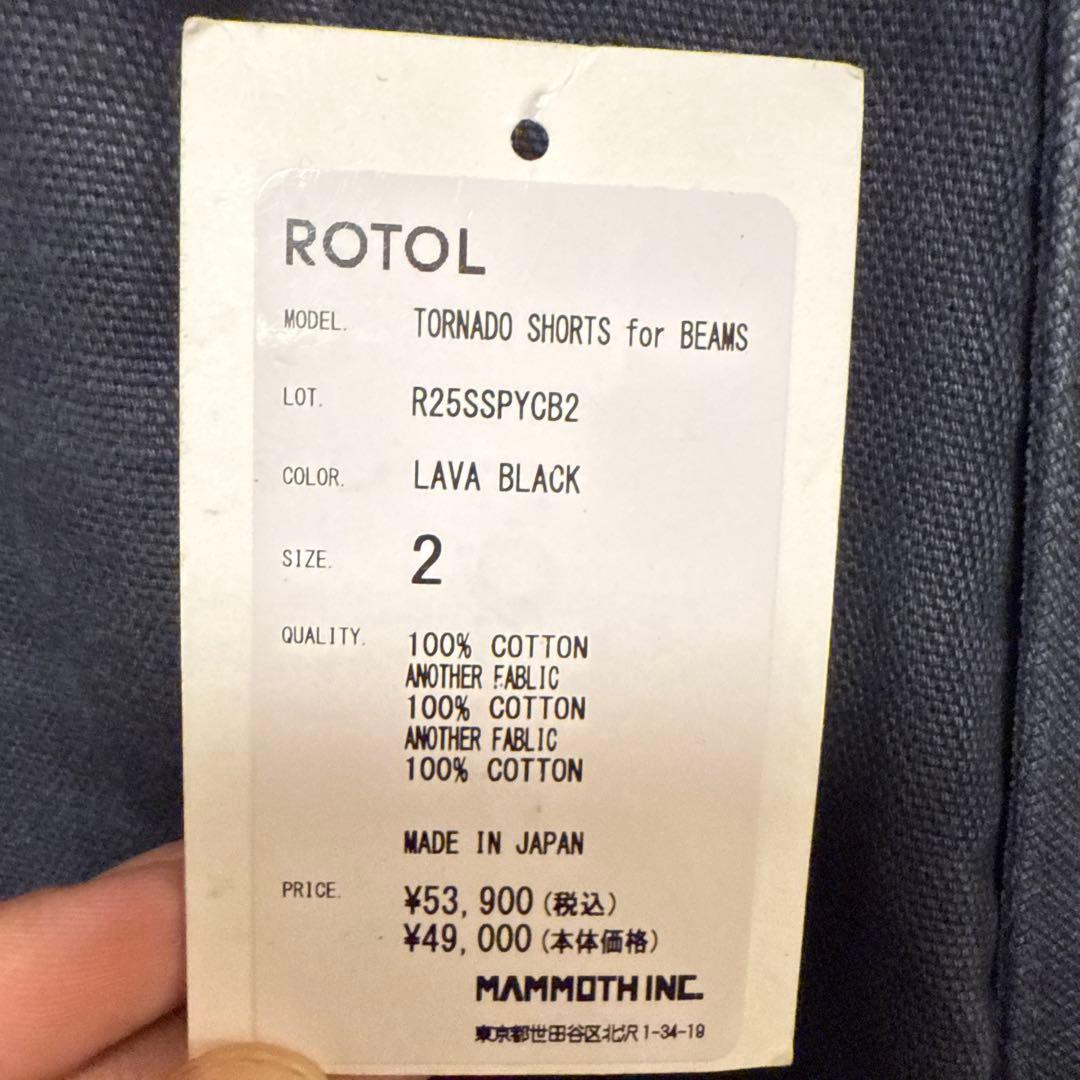 ROTOL
MODEL. TORNADO SHORTS for BEAMS
LOT. R25SSPYCB2
COLOR. LAVA BLACK
SIZE. 2
QUALITY. 100% COTTON
ANOTHER FABLIC
100% COTTON
ANOTHER FABLIC
100% COTTON
MADE IN JAPAN
PRICE. ¥53,900(税込)
¥49,000(本体価格)
MAMMOTH INC.
東京都世田谷区北沢1-34-19